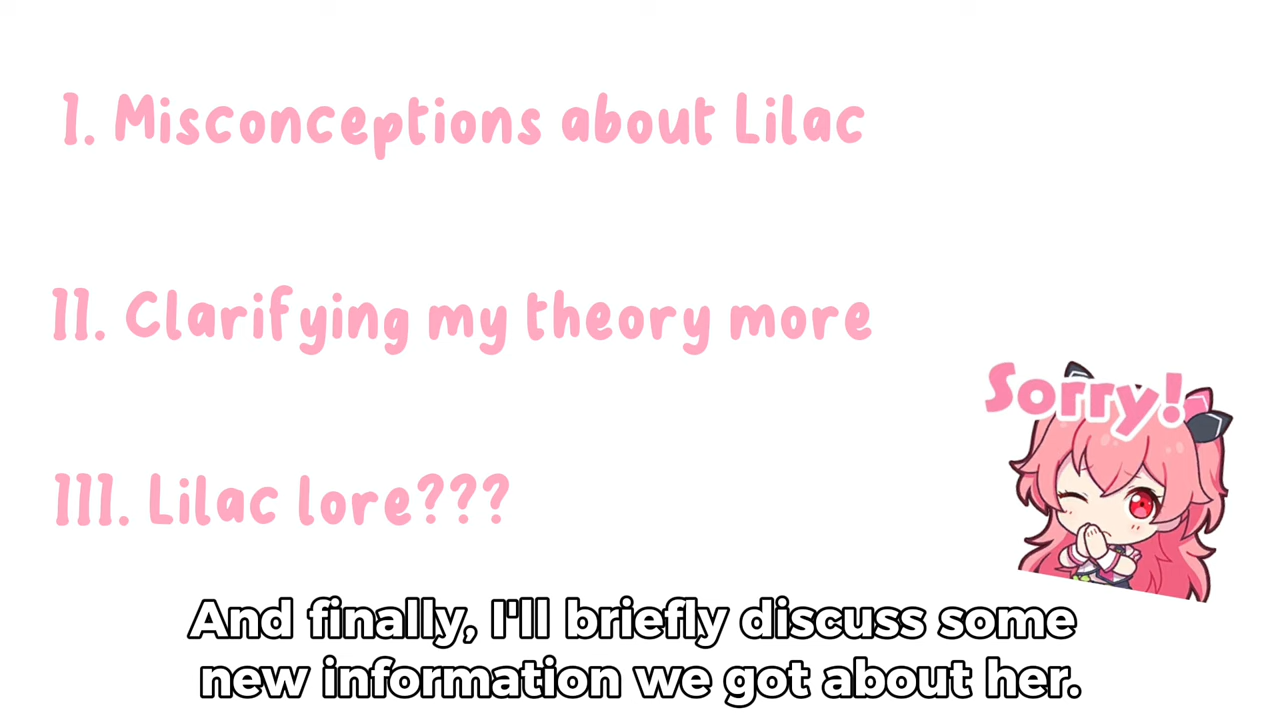 I. Misconceptions about Lilac
II. Clarifying my theory more
Sorry!
III. Lilac lore???
And finally, I'll briefly discuss some
new information we got about her.